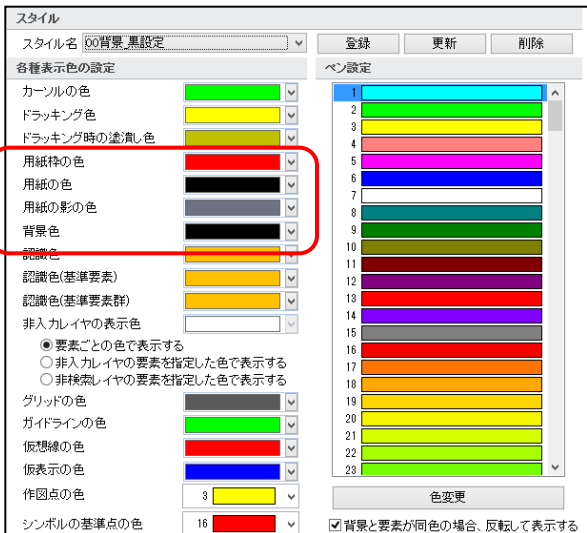 スタイル
スタイル名 00背景_黒設定
登録 更新 削除
各種表示色の設定
カーソルの色
ドラッキング色
ドラッキング時の塗潰し色
用紙枠の色
用紙の色
用紙の影の色
背景色
認識色
認識色(基準要素)
認識色(基準要素群)
非入力レイヤの表示色
要素ごとの色で表示する
非入力レイヤの要素を指定した色で表示する
非検索レイヤの要素を指定した色で表示する
グリッドの色
ガイドラインの色
仮想線の色
仮表示の色
作図点の色 3
シンボルの基準点の色 16
ペン設定
1
2
3
4
5
6
7
8
9
10
11
12
13
14
15
16
17
18
19
20
21
22
23
色変更
背景と要素が同色の場合、反転して表示する